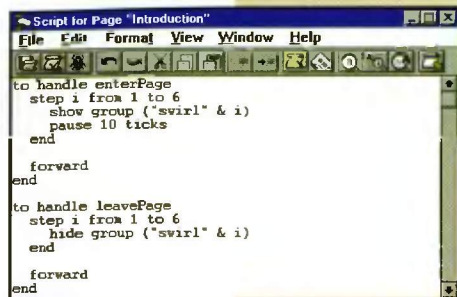 Script for Page "Introduction"
File Edit Format View Window Help
to handle enterPage
step i from 1 to 6
show group ("swirl" & i)
pause 10 ticks
end
forward
end
to handle leavePage
step i from 1 to 6
hide group ("swirl" & i)
end
forward
end